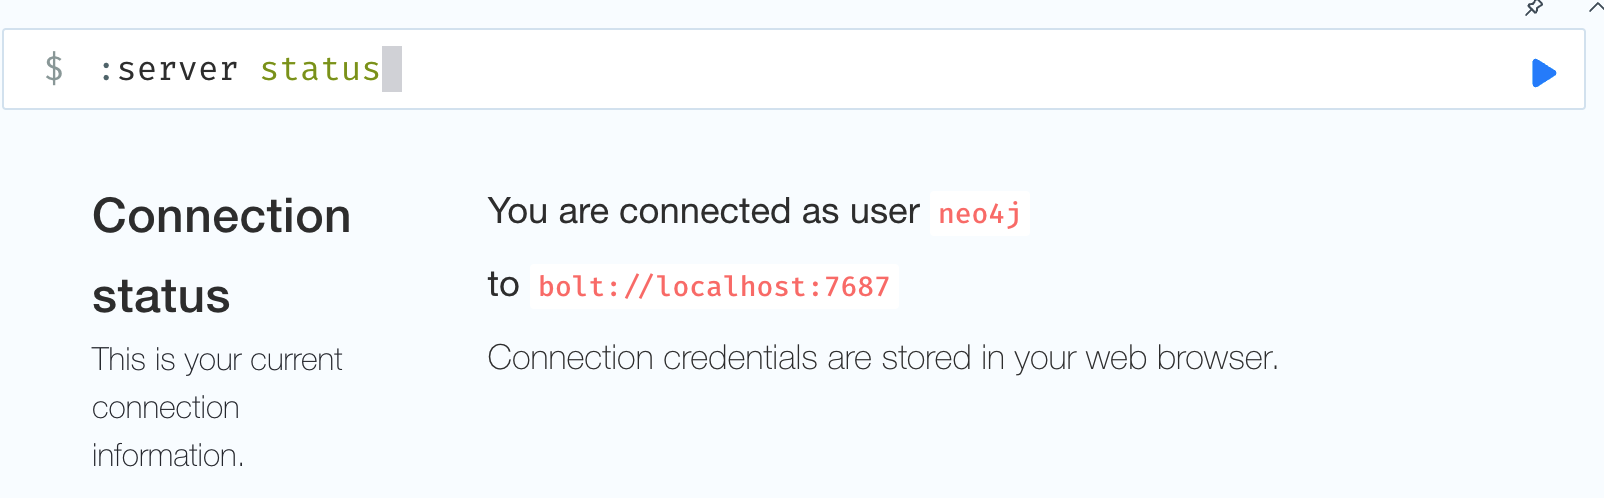 $ :server status
Connection
status
This is your current
connection
information.
You are connected as user neo4j
to bolt://localhost:7687
Connection credentials are stored in your web browser.